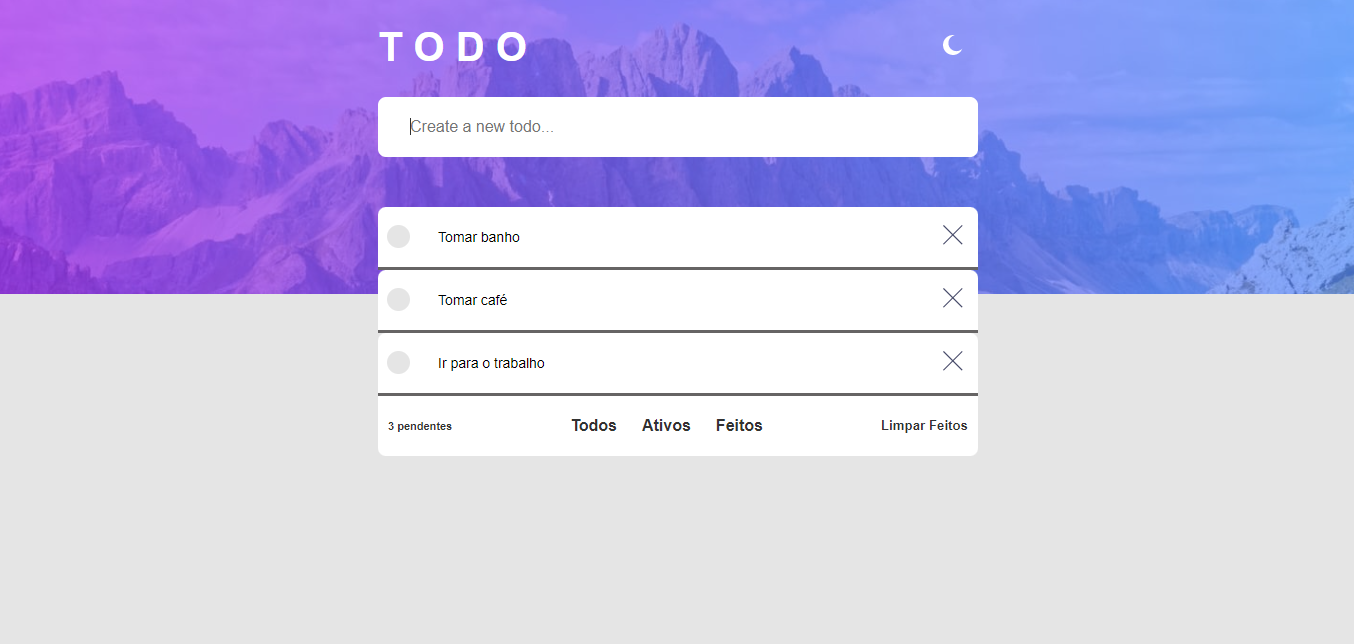 TODO
Create a new todo...
Tomar banho
Tomar café
Ir para o trabalho
3 pendentes Todos Ativos Feitos Limpar Feitos